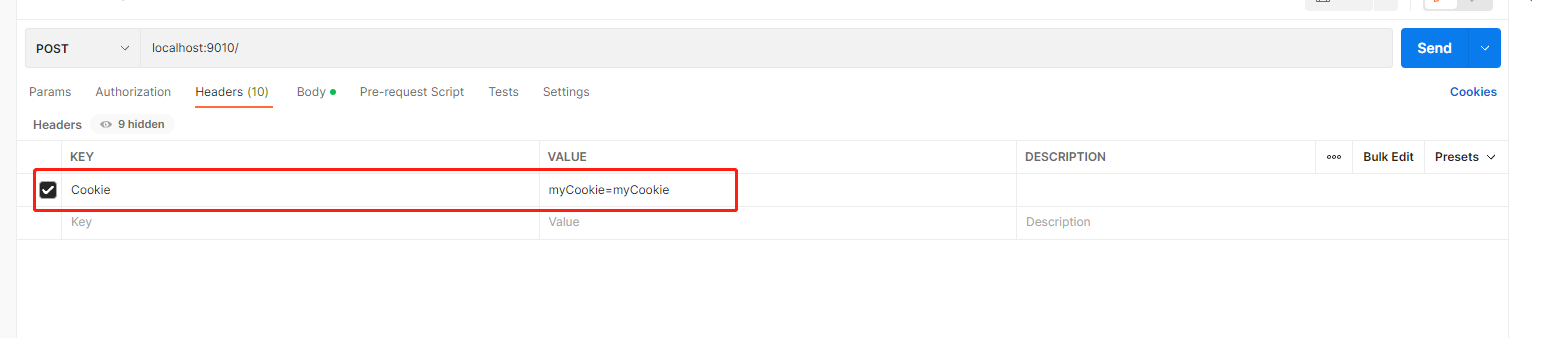 POST localhost:9010/ Send
Params Authorization Headers (10) Body Pre-request Script Tests Settings Cookies
Headers 9 hidden
KEY VALUE DESCRIPTION Bulk Edit Presets
Cookie myCookie=myCookie
Key Value Description